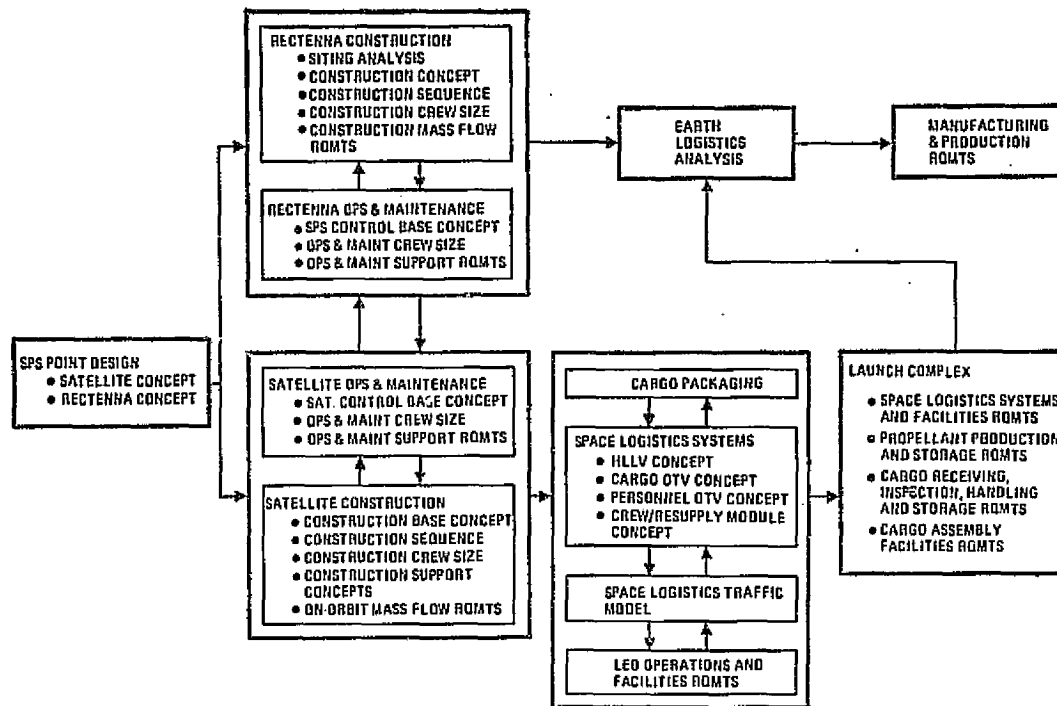 RECTENNA CONSTRUCTION
• SITING ANALYSIS
• CONSTRUCTION CONCEPT
• CONSTRUCTION SEQUENCE
• CONSTRUCTION CREW SIZE
• CONSTRUCTION MASS FLOW
RQMTS
RECTENNA OPS & MAINTENANCE
• SPS CONTROL BASE CONCEPT
• OPS & MAINT CREW SIZE
• OPS & MAINT SUPPORT RQMTS
EARTH
LOGISTICS
ANALYSIS
MANUFACTURING
& PRODUCTION
RQMTS
SPS POINT DESIGN
• SATELLITE CONCEPT
• RECTENNA CONCEPT
SATELLITE OPS & MAINTENANCE
• SAT. CONTROL BASE CONCEPT
• OPS & MAINT CREW SIZE
• OPS & MAINT SUPPORT RQMTS
SATELLITE CONSTRUCTION
• CONSTRUCTION BASE CONCEPT
• CONSTRUCTION SEQUENCE
• CONSTRUCTION CREW SIZE
• CONSTRUCTION SUPPORT
CONCEPTS
• ON-ORBIT MASS FLOW RQMTS
CARGO PACKAGING
SPACE LOGISTICS SYSTEMS
• HLLV CONCEPT
• CARGO OTV CONCEPT
• PERSONNEL OTV CONCEPT
• CREW/RESUPPLY MODULE
CONCEPT
SPACE LOGISTICS TRAFFIC
MODEL
LEO OPERATIONS AND
FACILITIES RQMTS
LAUNCH COMPLEX
• SPACE LOGISTICS SYSTEMS
AND FACILITIES RQMTS
• PROPELLANT PRODUCTION
AND STORAGE RQMTS
• CARGO RECEIVING,
INSPECTION, HANDLING
AND STORAGE RQMTS
• CARGO ASSEMBLY
FACILITIES RQMTS